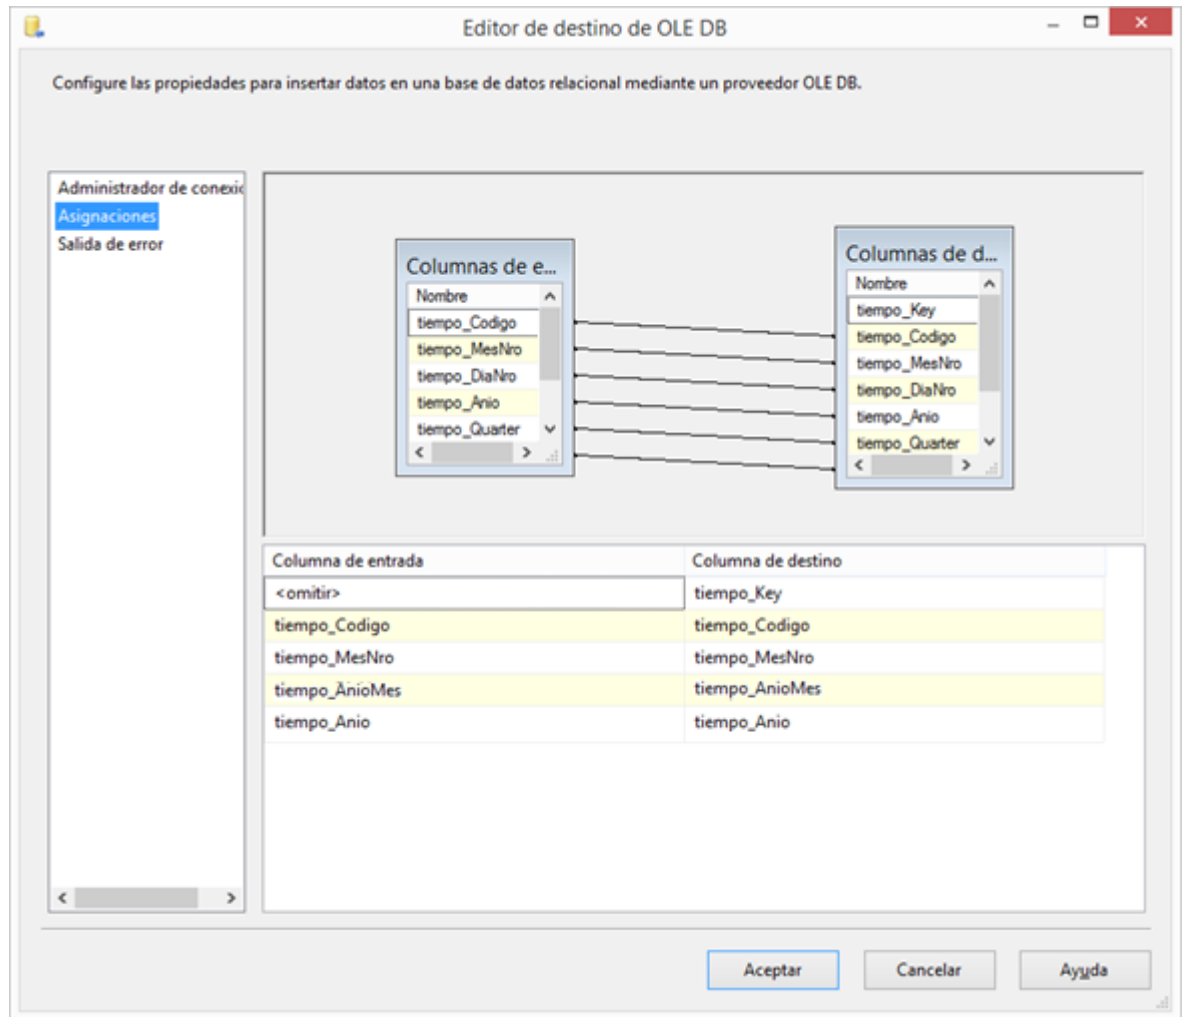 Editor de destino de OLE DB
Configure las propiedades para insertar datos en una base de datos relacional mediante un proveedor OLE DB.
Administrador de conexio
Asignaciones
Salida de error
Columnas de e...
Nombre
tiempo_Codigo
tiempo_MesNro
tiempo_DiaNro
tiempo_Anio
tiempo_Quarter
Columnas de d...
Nombre
tiempo_Key
tiempo_Codigo
tiempo_MesNro
tiempo_DiaNro
tiempo_Anio
tiempo_Quarter
Columna de entrada Columna de destino
<omitir> tiempo_Key
tiempo_Codigo tiempo_Codigo
tiempo_MesNro tiempo_MesNro
tiempo_AnioMes tiempo_AnioMes
tiempo_Anio tiempo_Anio
Aceptar Cancelar Ayuda